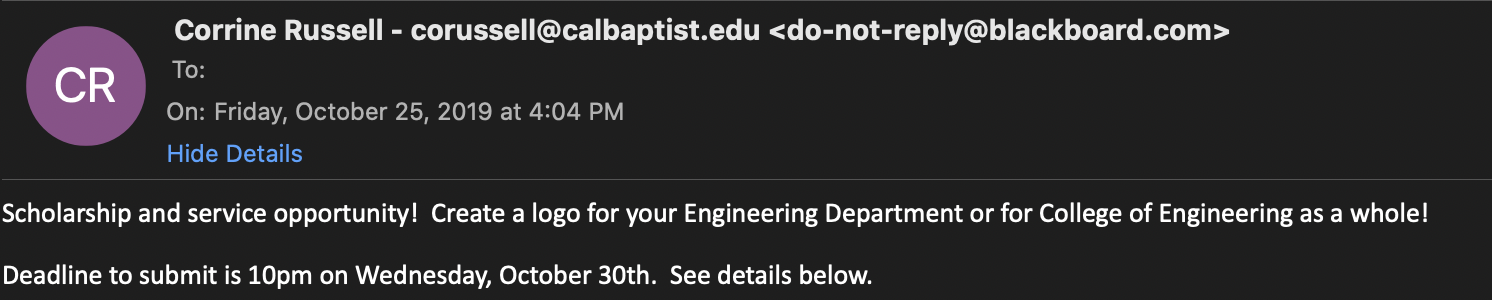 Corrine Russell - corussell@calbaptist.edu <do-not-reply@blackboard.com>
CR
To:
On: Friday, October 25, 2019 at 4:04 PM
Hide Details
Scholarship and service opportunity!  Create a logo for your Engineering Department or for College of Engineering as a whole!
Deadline to submit is 10pm on Wednesday, October 30th.  See details below.